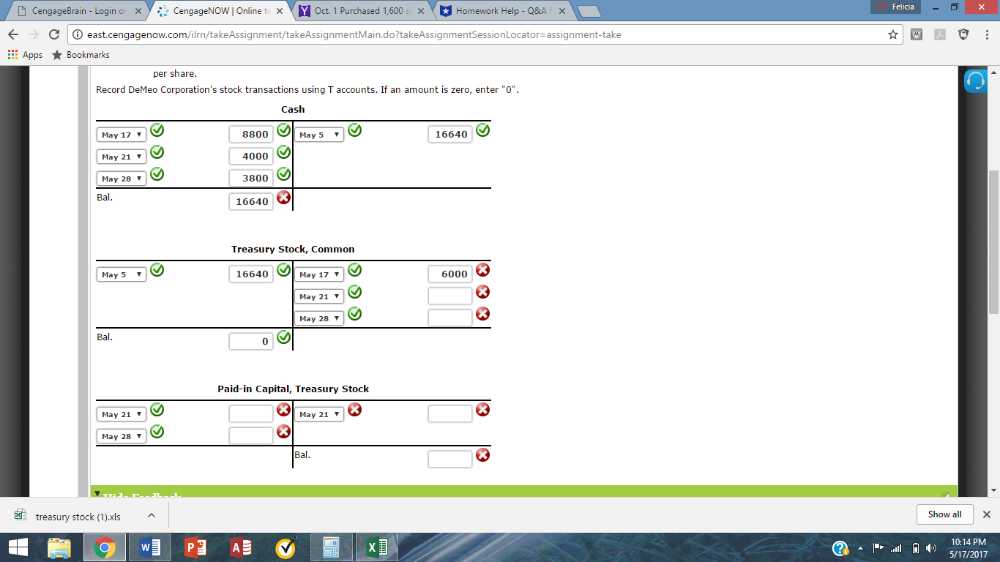 CengageBrain - Login or
CengageNOW | Online te
Oct. 1 Purchased 1,600 s
Homework Help - Q&A f
Felicia
east.cengagenow.com/ilrn/takeAssignment/takeAssignmentMain.do?takeAssignmentSessionLocator=assignment-take
Apps Bookmarks
per share.
Record DeMeo Corporation's stock transactions using T accounts. If an amount is zero, enter "0".
Cash
May 17 8800 May 5 16640
May 21 4000
May 28 3800
Bal. 16640
Treasury Stock, Common
May 5 16640 May 17 6000
May 21
May 28
Bal. 0
Paid-in Capital, Treasury Stock
May 21 May 21
May 28
Bal.
Hide Feedback
treasury stock (1).xls
Show all
10:14 PM
5/17/2017